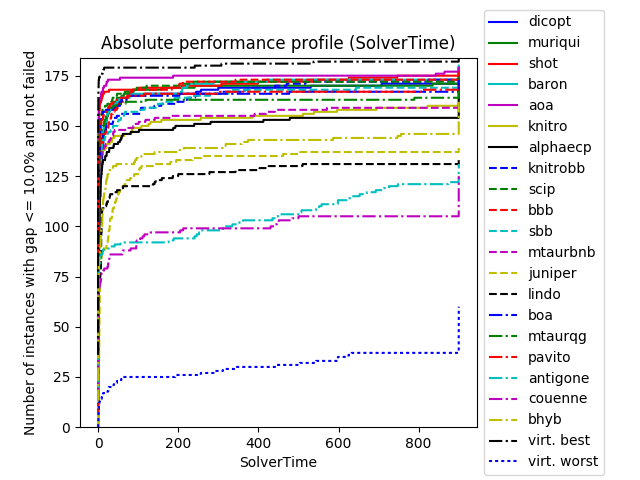 Absolute performance profile (SolverTime)
Number of instances with gap <= 10.0% and not failed
175
150
125
100
75
50
25
0
0 200 400 600 800
SolverTime
dicopt
muriqui
shot
baron
aoa
knitro
alphaecp
knitrobb
scip
bbb
sbb
mtaurbnb
juniper
lindo
boa
mtaurqg
pavito
antigone
couenne
bhyb
virt. best
virt. worst